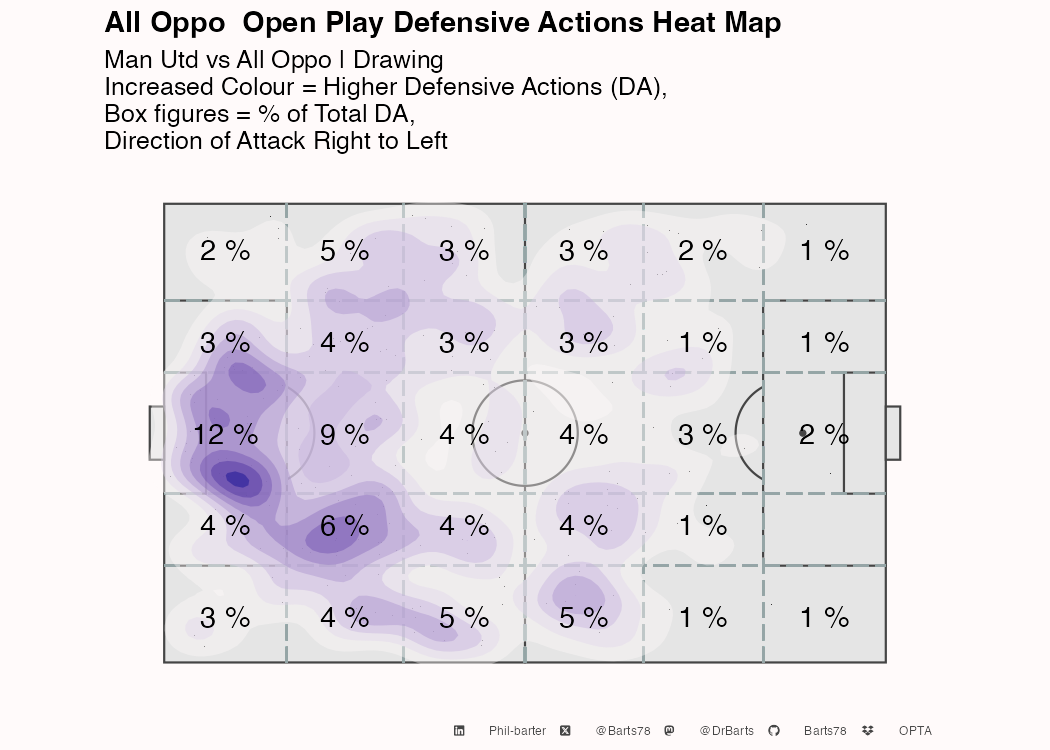 All Oppo  Open Play Defensive Actions Heat Map
Man Utd vs All Oppo | Drawing
Increased Colour = Higher Defensive Actions (DA),
Box figures = % of Total DA,
Direction of Attack Right to Left
2 % 5 % 3 % 3 % 2 % 1 %
3 % 4 % 3 % 3 % 1 % 1 %
12 % 9 % 4 % 4 % 3 % 2 %
4 % 6 % 4 % 4 % 1 %
3 % 4 % 5 % 5 % 1 % 1 %
Phil-barter @Barts78 @DrBarts Barts78 OPTA